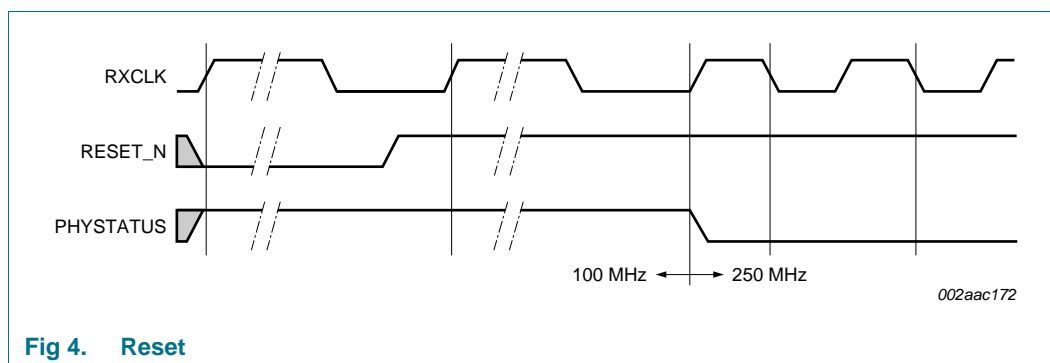 RXCLK
RESET_N
PHYSTATUS
100 MHz
250 MHz
002aac172
Fig 4. Reset